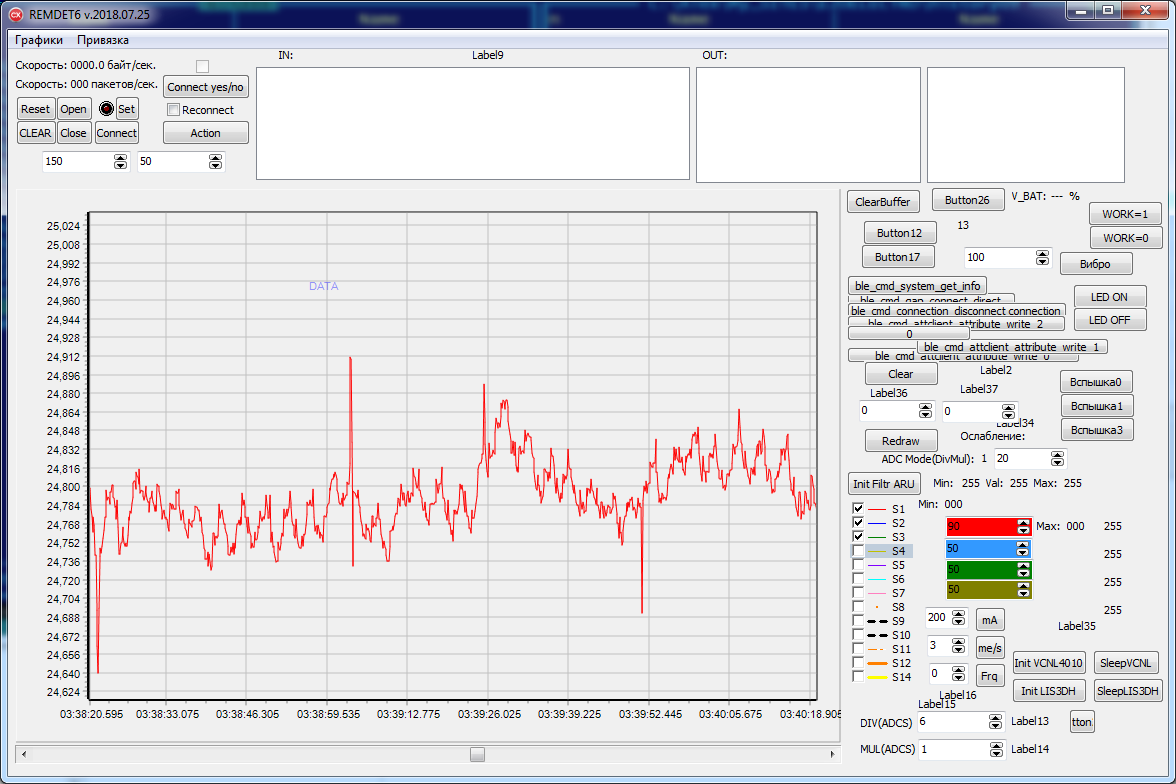 REMDET6 v.2018.07.25
Name
Name
Name
Графики Привязка
Скорость: 0000.0 байт/сек.
Скорость: 000 пакетов/сек.
Connect yes/no
IN:
Label9
OUT:
Reset Open Set
Reconnect
CLEAR Close Connect
Action
150 50
ClearBuffer Button26 V_BAT: --- %
WORK=1
WORK=0
Button12 13
Button17 100 Вибро
ble_cmd_system_get_info
ble_cmd_gap_connect_direct
ble_cmd_connection_disconnect connection
ble_cmd_attclient_attribute_write_2
0
ble_cmd_attclient_attribute_write_1
ble_cmd_attclient_attribute_write_0
LED ON
LED OFF
Clear Label2
Label36 Label37
0 0
Label34
Вспышка0
Вспышка1
Вспышка3
Redraw Ослабление:
ADC Mode(DivMul): 1 20
Init Filtr ARU Min: 255 Val: 255 Max: 255
Min: 000
S1
S2
S3
S4
S5
S6
S7
S8
S9
S10
S11
S12
S14
90 Max: 000 255
50 255
50 255
50 255
Label35
200 mA
3 me/s
0 Frq
Init VCNL4010 SleepVCNL
Init LIS3DH SleepLIS3DH
Label16
Label15
DIV(ADCS) 6 Label13 tton
MUL(ADCS) 1 Label14
DATA
25,024
25,008
24,992
24,976
24,960
24,944
24,928
24,912
24,896
24,880
24,864
24,848
24,832
24,816
24,800
24,784
24,768
24,752
24,736
24,720
24,704
24,688
24,672
24,656
24,640
24,624
03:38:20.595 03:38:33.075 03:38:46.305 03:38:59.535 03:39:12.775 03:39:26.025 03:39:39.225 03:39:52.445 03:40:05.675 03:40:18.905